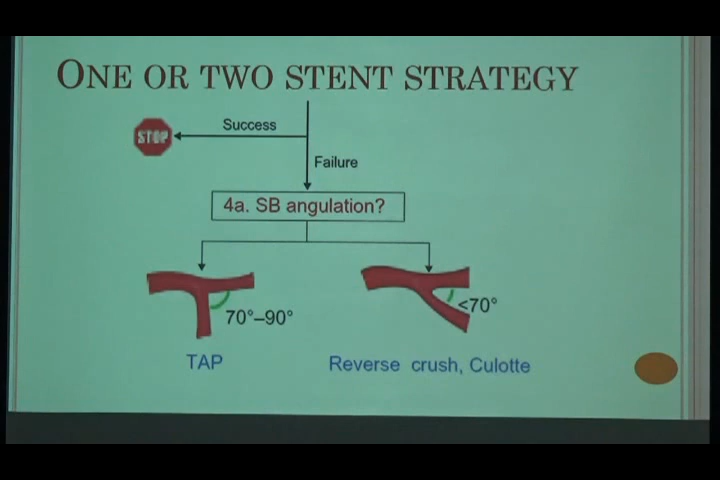 ONE OR TWO STENT STRATEGY
Success
STOP
Failure
4a. SB angulation?
70°–90°
<70°
TAP
Reverse crush, Culotte